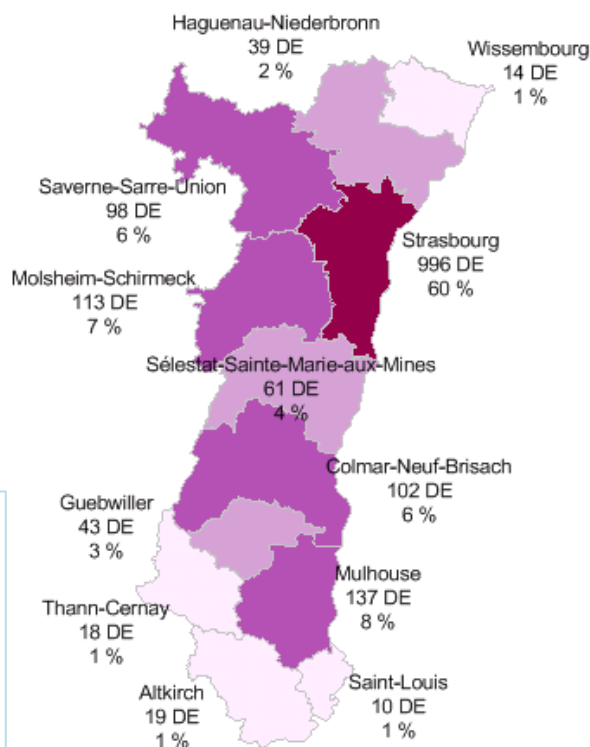 Haguenau-Niederbronn
39 DE
2 %
Wissembourg
14 DE
1 %
Saverne-Sarre-Union
98 DE
6 %
Strasbourg
996 DE
60 %
Molsheim-Schirmeck
113 DE
7 %
Sélestat-Sainte-Marie-aux-Mines
61 DE
4 %
Colmar-Neuf-Brisach
102 DE
6 %
Guebwiller
43 DE
3 %
Mulhouse
137 DE
8 %
Thann-Cernay
18 DE
1 %
Saint-Louis
10 DE
1 %
Altkirch
19 DE
1 %